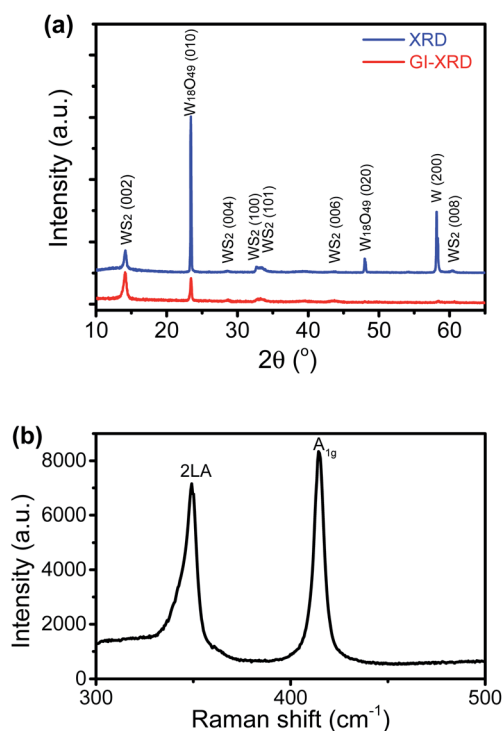 (a)
XRD
GI-XRD
WS2 (002)
W18O49 (010)
WS2 (004)
WS2 (100)
WS2 (101)
WS2 (006)
W18O49 (020)
W (200)
WS2 (008)
Intensity (a.u.)
10 20 30 40 50 60
2θ (°)
(b)
2LA
A1g
8000
6000
4000
2000
0
Intensity (a.u.)
300 400 500
Raman shift (cm-1)